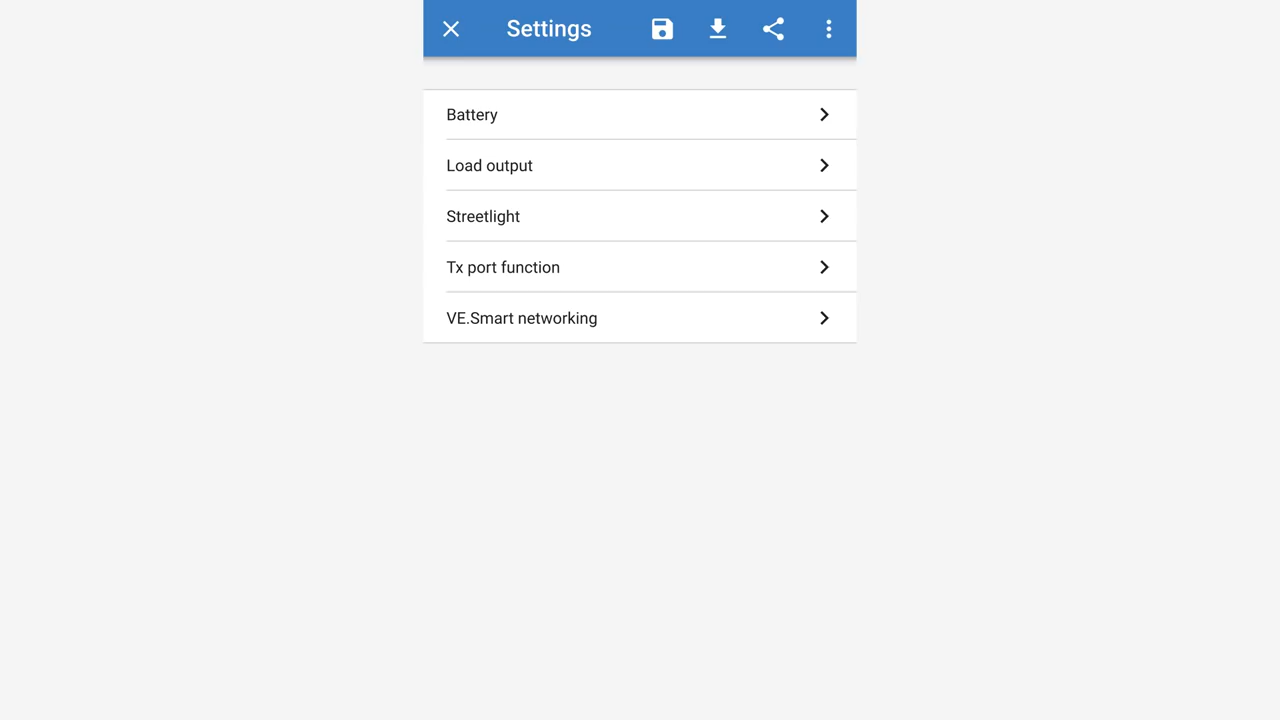 Settings
Battery
Load output
Streetlight
Tx port function
VE.Smart networking